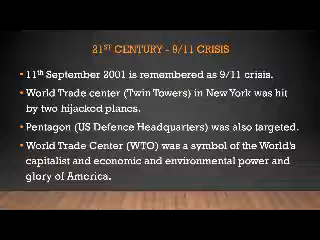 21ST CENTURY - 9/11 CRISIS
• 11th September 2001 is remembered as 9/11 crisis.
• World Trade center (Twin Towers) in New York was hit
by two hijacked planes.
• Pentagon (US Defence Headquarters) was also targeted.
• World Trade Center (WTO) was a symbol of the World's
capitalist and economic and environmental power and
glory of America.